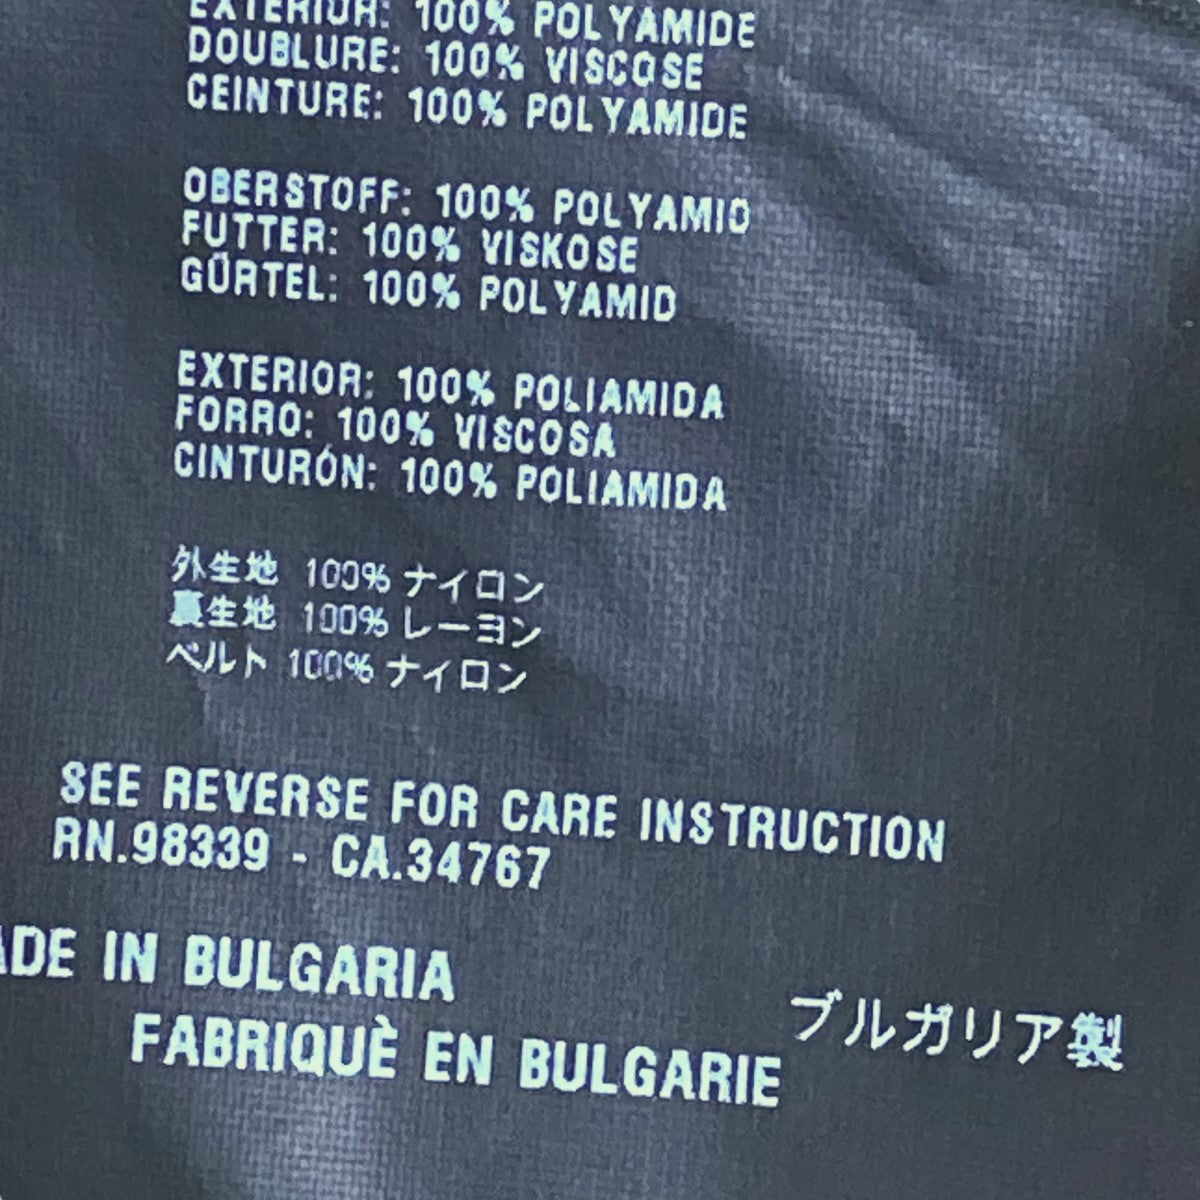 EXTERIUR: 100% POLYAMIDE
DOUBLURE: 100% VISCOSE
CEINTURE: 100% POLYAMIDE
OBERSTOFF: 100% POLYAMID
FUTTER: 100% VISKOSE
GÜRTEL: 100% POLYAMID
EXTERIOR: 100% POLIAMIDA
FORRO: 100% VISCOSA
CINTURÓN: 100% POLIAMIDA
外生地 100% ナイロン
裏生地 100% レーヨン
ベルト 100% ナイロン
SEE REVERSE FOR CARE INSTRUCTION
RN.98339 - CA.34767
ADE IN BULGARIA
ブルガリア製
FABRIQUÈ EN BULGARIE